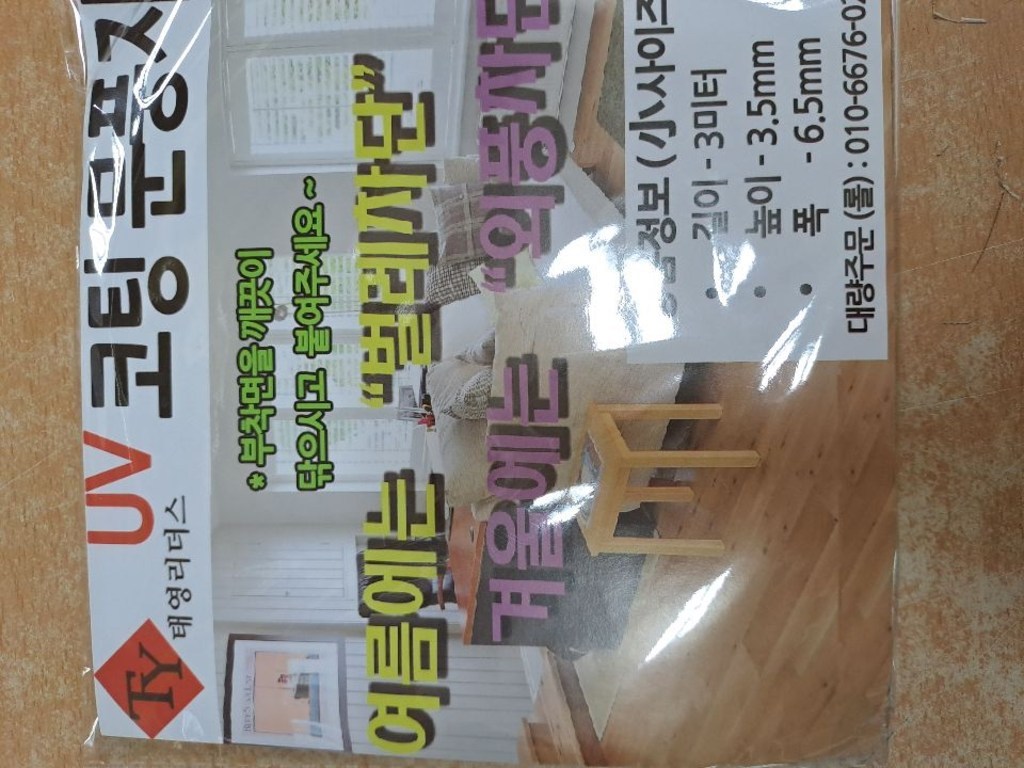 TY 태영리더스
UV 코팅 문풍지
* 부착면을 깨끗이
닦으시고 붙여주세요~
여름에는 “벌레차단”
겨울에는 “외풍차단
정보 (小사이즈
• 길이 - 3미터
• 높이 - 3.5mm
• 폭 - 6.5mm
대량주문 (롤) : 010-6676-02